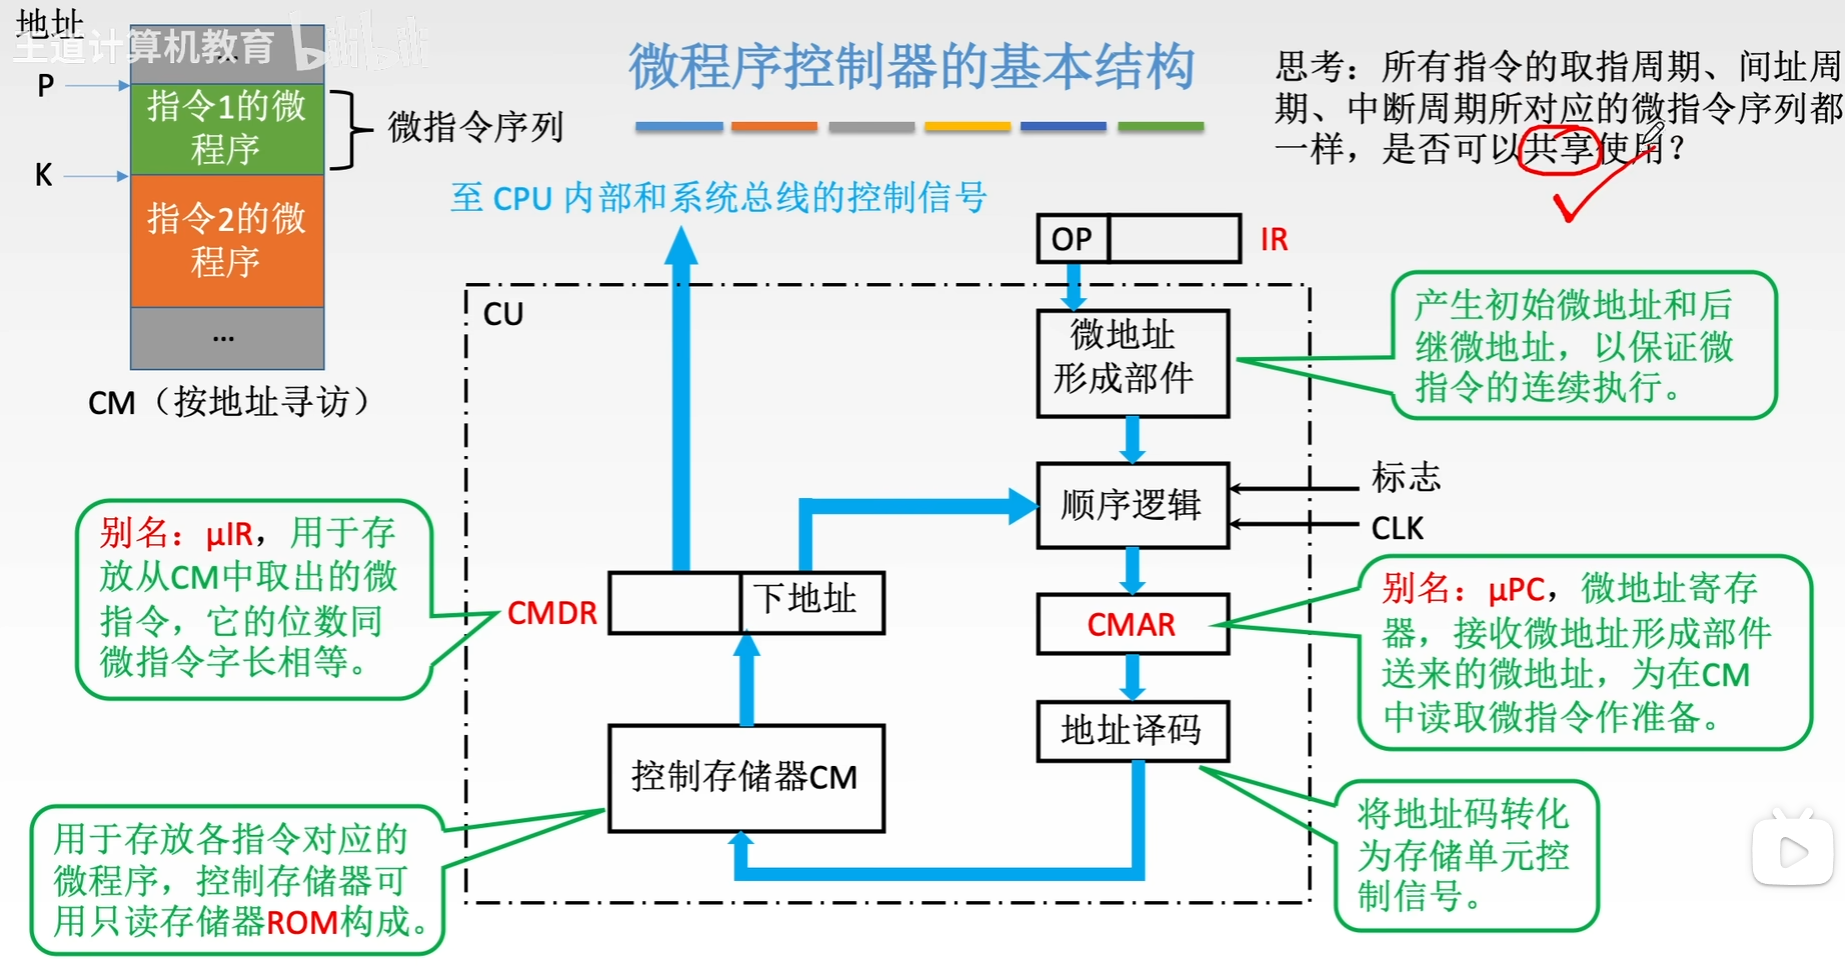 地址
王道计算机教育 bilibili
...
P
指令1的微
程序
微指令序列
K
指令2的微
程序
...
CM（按地址寻访）
微程序控制器的基本结构
思考：所有指令的取指周期、间址周
期、中断周期所对应的微指令序列都
一样，是否可以共享使用？
至 CPU 内部和系统总线的控制信号
OP
IR
CU
微地址
形成部件
产生初始微地址和后
继微地址，以保证微
指令的连续执行。
顺序逻辑
标志
CLK
别名：μIR，用于存
放从CM中取出的微
指令，它的位数同
微指令字长相等。
CMDR
下地址
CMAR
别名：μPC，微地址寄存
器，接收微地址形成部件
送来的微地址，为在CM
中读取微指令作准备。
地址译码
控制存储器CM
用于存放各指令对应的
微程序，控制存储器可
用只读存储器ROM构成。
将地址码转化
为存储单元控
制信号。